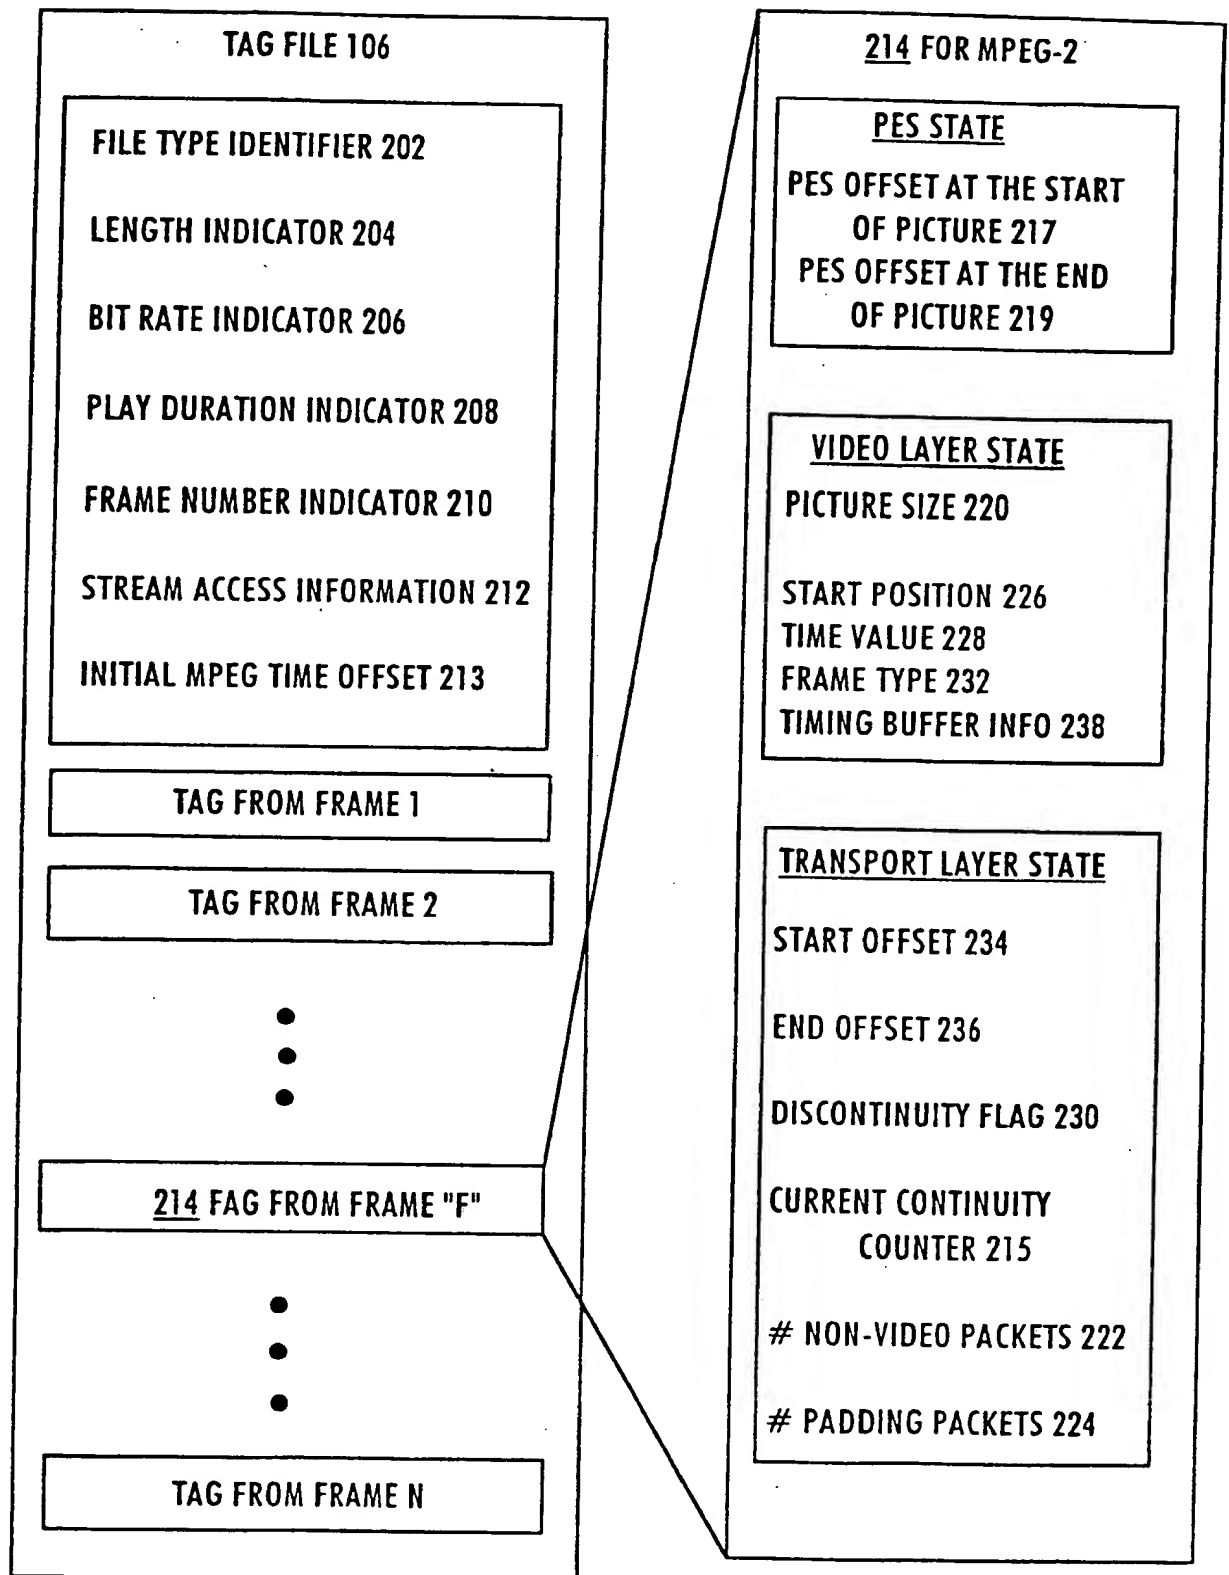 TAG FILE 106
FILE TYPE IDENTIFIER 202
LENGTH INDICATOR 204
BIT RATE INDICATOR 206
PLAY DURATION INDICATOR 208
FRAME NUMBER INDICATOR 210
STREAM ACCESS INFORMATION 212
INITIAL MPEG TIME OFFSET 213
TAG FROM FRAME 1
TAG FROM FRAME 2
214 FAG FROM FRAME "F"
TAG FROM FRAME N
214 FOR MPEG-2
PES STATE
PES OFFSET AT THE START
OF PICTURE 217
PES OFFSET AT THE END
OF PICTURE 219
VIDEO LAYER STATE
PICTURE SIZE 220
START POSITION 226
TIME VALUE 228
FRAME TYPE 232
TIMING BUFFER INFO 238
TRANSPORT LAYER STATE
START OFFSET 234
END OFFSET 236
DISCONTINUITY FLAG 230
CURRENT CONTINUITY
COUNTER 215
# NON-VIDEO PACKETS 222
# PADDING PACKETS 224